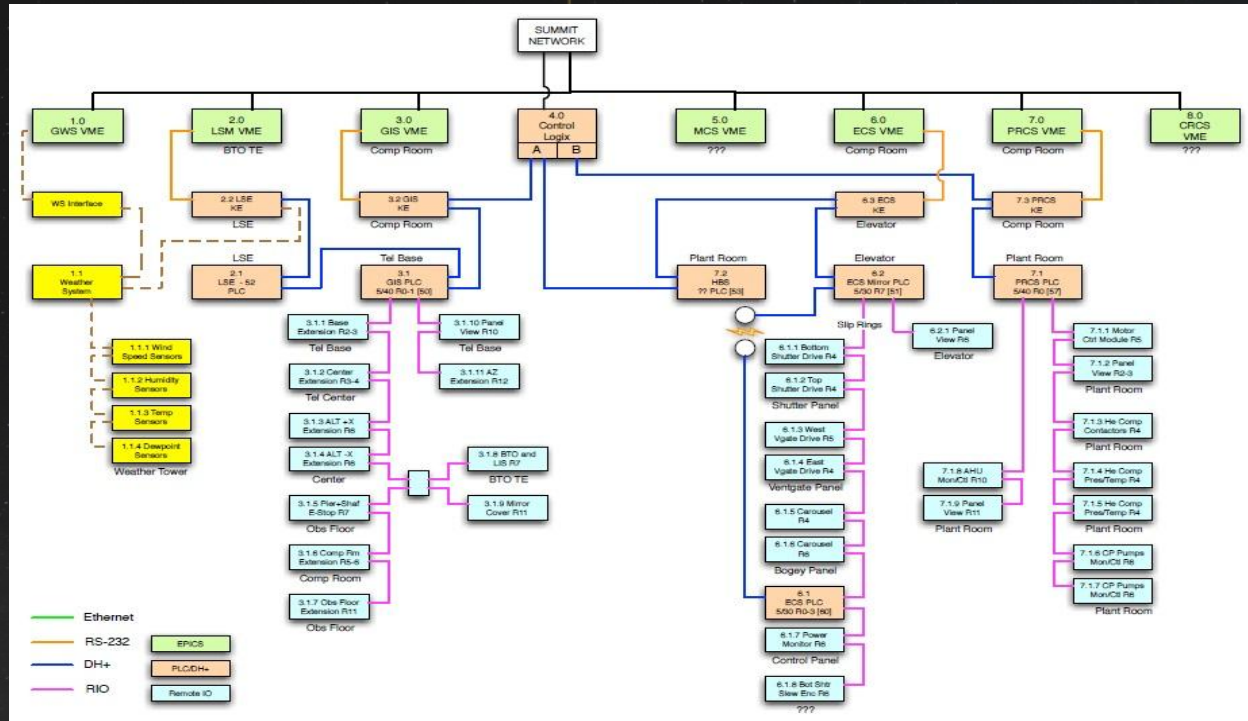 SUMMIT
NETWORK
1.0
GWS VME
2.0
LSM VME
BTO TE
3.0
GIS VME
Comp Room
4.0
Control
Logix
A
B
5.0
MCS VME
???
6.0
ECS VME
Comp Room
7.0
PRCS VME
Comp Room
8.0
CRCS
VME
???
WS Interface
2.2 LSE
KE
LSE
3.2 GIS
KE
Comp Room
6.3 ECS
KE
Elevator
7.3 PRCS
KE
Comp Room
1.1
Weather
System
LSE
2.1
LSE - 52
PLC
Tel Base
3.1
GIS PLC
5/40 R0-1 [50]
Plant Room
7.2
HBS
?? PLC [53]
Elevator
6.2
ECS Mirror PLC
5/30 R7 [51]
Plant Room
7.1
PRCS PLC
5/40 R0 [57]
1.1.1 Wind
Speed Sensors
1.1.2 Humidity
Sensors
1.1.3 Temp
Sensors
1.1.4 Dewpoint
Sensors
Weather Tower
3.1.1 Base
Extension R2-3
Tel Base
3.1.2 Center
Extension R3-4
Tel Center
3.1.3 ALT +X
Extension R6
3.1.4 ALT -X
Extension R6
Center
3.1.5 Pier+Shaf
E-Stop R7
Obs Floor
3.1.6 Comp Rm
Extension R5-6
Comp Room
3.1.7 Obs Floor
Extension R11
Obs Floor
3.1.10 Panel
View R10
Tel Base
3.1.11 AZ
Extension R12
3.1.8 BTO and
LIS R7
BTO TE
3.1.9 Mirror
Cover R11
Slip Rings
6.1.1 Bottom
Shutter Drive R4
6.1.2 Top
Shutter Drive R4
Shutter Panel
6.1.3 West
Vgate Drive R5
6.1.4 East
Vgate Drive R4
Ventgate Panel
6.1.5 Carousel
R4
6.1.6 Carousel
R6
Bogey Panel
6.1
ECS PLC
5/30 R0-3 [60]
6.1.7 Power
Monitor R6
Control Panel
6.1.8 Bot Shtr
Slew Enc R6
???
6.2.1 Panel
View R6
Elevator
7.1.8 AHU
Mon/Ctl R10
7.1.9 Panel
View R11
Plant Room
7.1.1 Motor
Ctrl Module R5
7.1.2 Panel
View R2-3
Plant Room
7.1.3 He Comp
Contactors R4
Plant Room
7.1.4 He Comp
Pres/Temp R4
7.1.5 He Comp
Pres/Temp R4
Plant Room
7.1.6 CP Pumps
Mon/Ctl R6
7.1.7 CP Pumps
Mon/Ctl R6
Plant Room
Ethernet
RS-232
DH+
RIO
EPICS
PLC/DH+
Remote IO